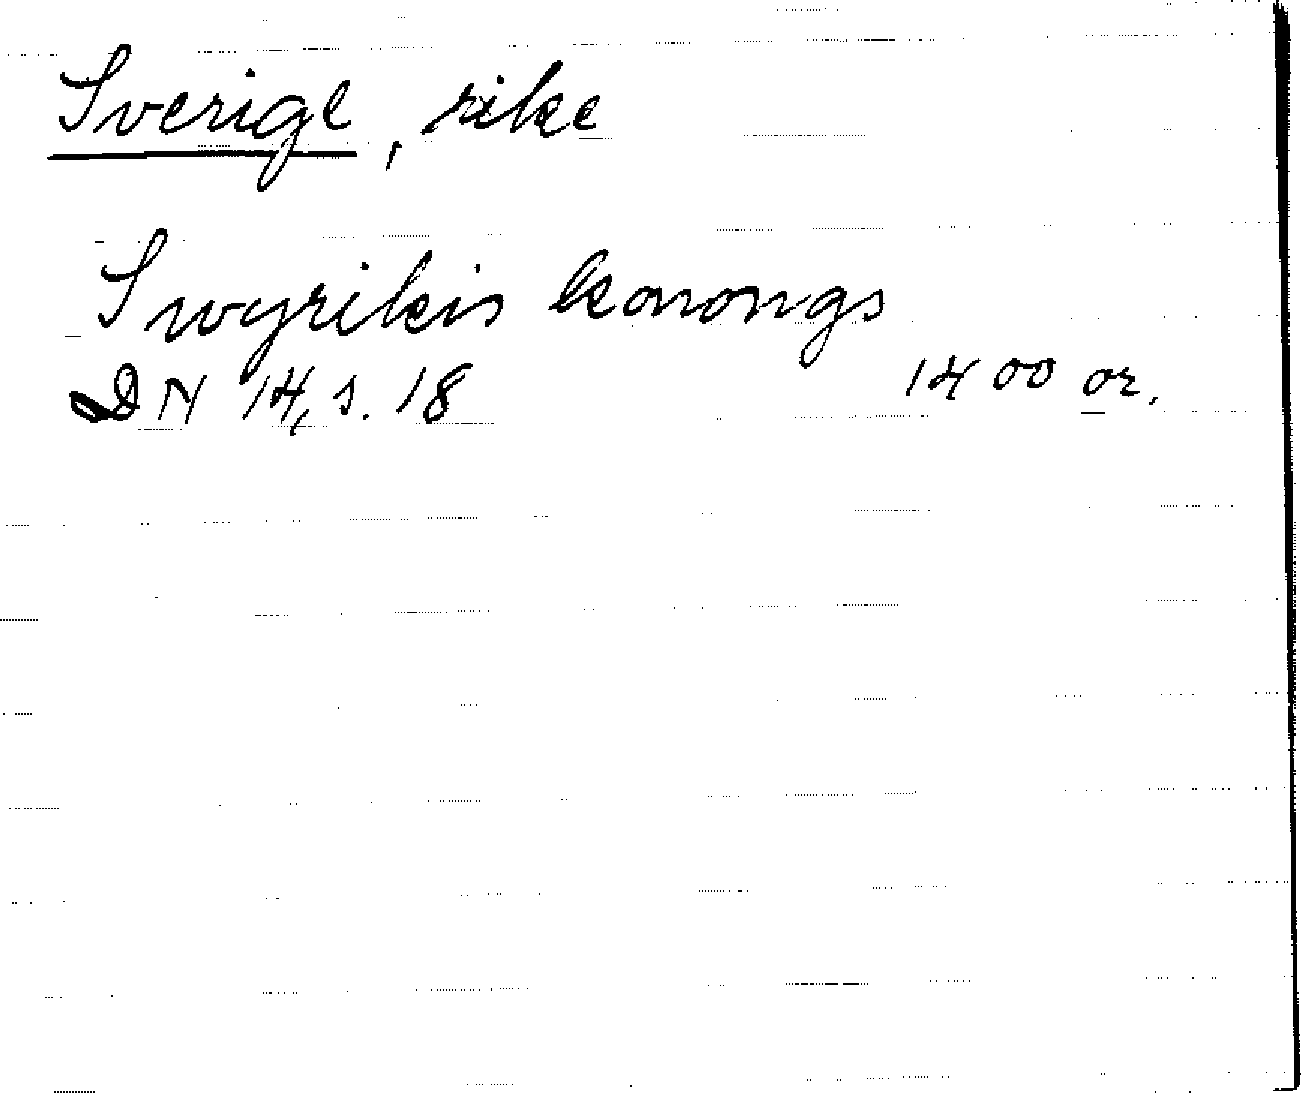 Sverige, rike
Swyrikis konongs
DN 14, s. 18 1400 or.